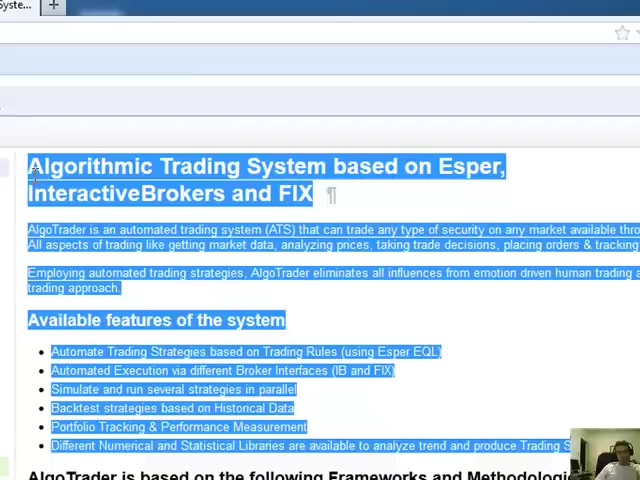 Syste...
Algorithmic Trading System based on Esper,
InteractiveBrokers and FIX ¶
AlgoTrader is an automated trading system (ATS) that can trade any type of security on any market available
All aspects of trading like getting market data, analyzing prices, taking trade decisions, placing orders & tracking
Employing automated trading strategies, AlgoTrader eliminates all influences from emotion driven human trading
trading approach.
Available features of the system
Automate Trading Strategies based on Trading Rules (using Esper EQL)
Automated Execution via different Broker Interfaces (IB and FIX)
Simulate and run several strategies in parallel
Backtest strategies based on Historical Data
Portfolio Tracking & Performance Measurement
Different Numerical and Statistical Libraries are available to analyze trend and produce Trading
AlgoTrader is based on the following Frameworks and